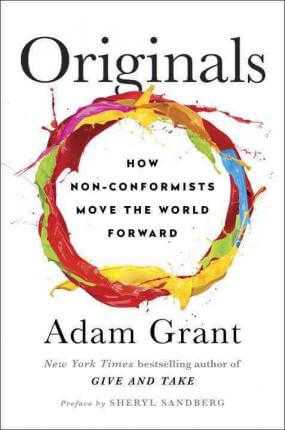 Originals
HOW
NON-CONFORMISTS
MOVE THE WORLD
FORWARD
Adam Grant
New York Times bestselling author of
GIVE AND TAKE
Preface by SHERYL SANDBERG